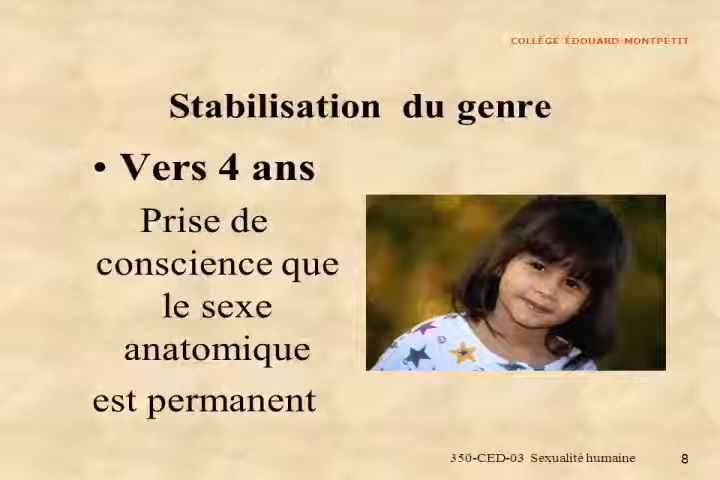 COLLÈGE ÉDOUARD-MONTPETIT
Stabilisation du genre
• Vers 4 ans
Prise de
conscience que
le sexe
anatomique
est permanent
350-CED-03 Sexualité humaine 8